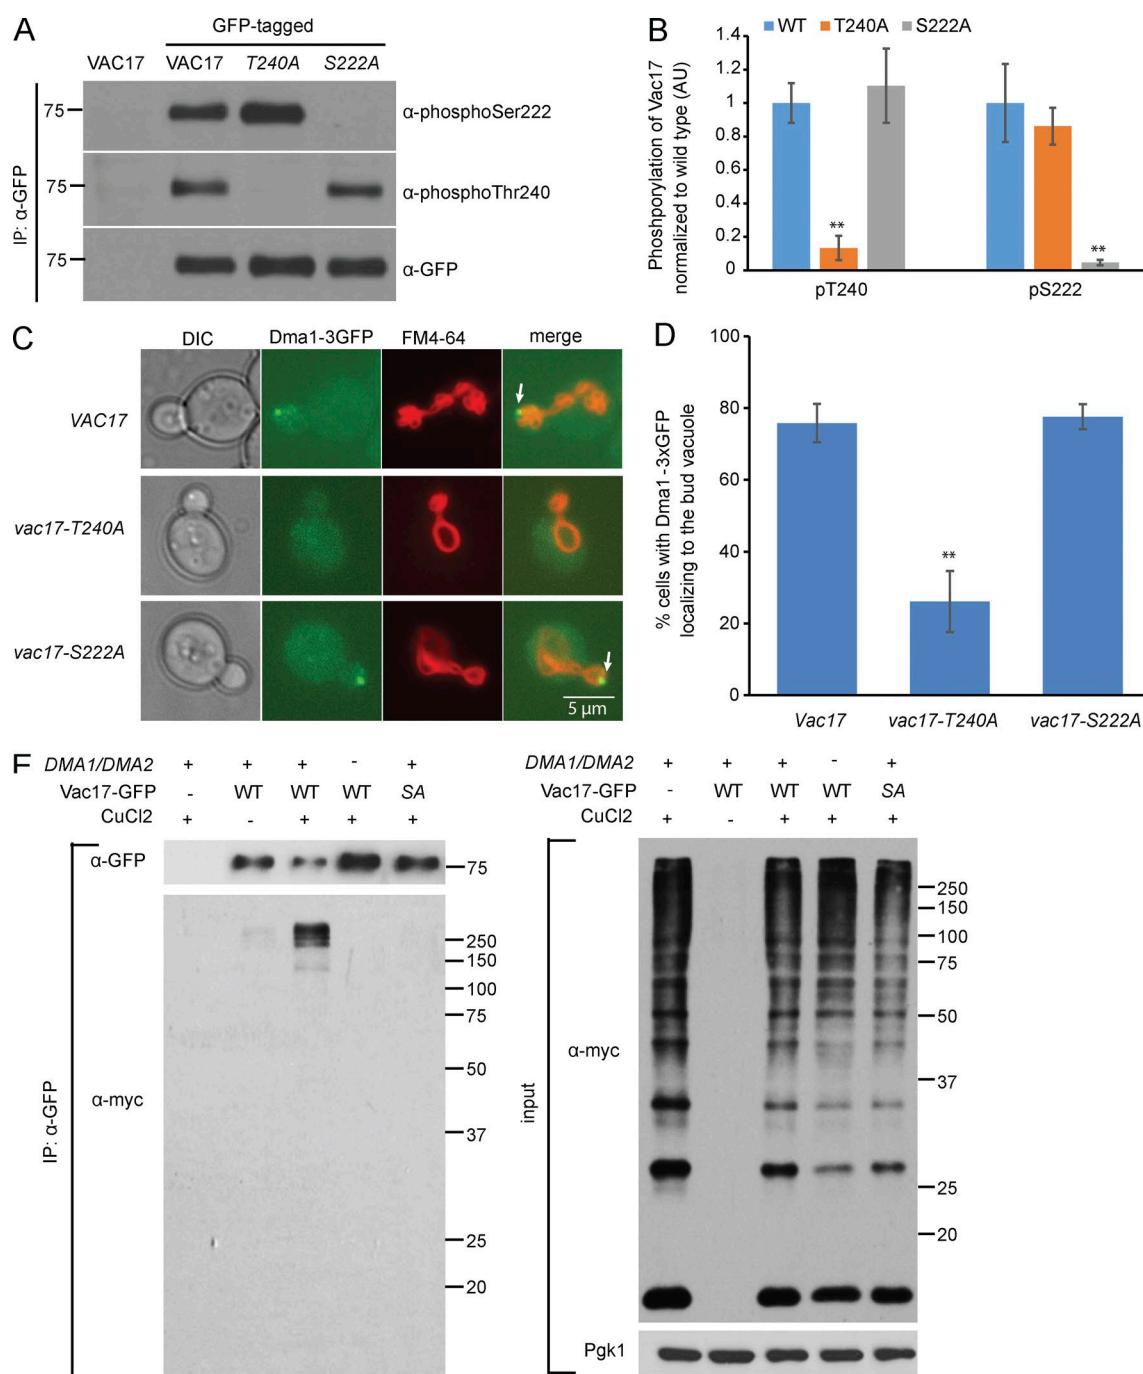 A
GFP-tagged
VAC17 VAC17 T240A S222A
IP: α-GFP
75
α-phosphoSer222
75
α-phosphoThr240
75
α-GFP
B
WT T240A S222A
Phoshporylation of Vac17
normalized to wild type (AU)
1.4
1.2
1
0.8
0.6
0.4
0.2
0
**
**
pT240 pS222
C
DIC Dma1-3GFP FM4-64 merge
VAC17
vac17-T240A
vac17-S222A
5 µm
D
% cells with Dma1 -3xGFP
localizing to the bud vacuole
100
80
60
40
20
0
**
Vac17 vac17-T240A vac17-S222A
DMA1/DMA2 + + + - +
Vac17-GFP - WT WT WT SA
CuCl2 + - + + +
IP: α-GFP
α-GFP
75
α-myc
250
150
100
75
50
37
25
20
DMA1/DMA2 + + + - +
Vac17-GFP - WT WT WT SA
CuCl2 + - + + +
input
α-myc
250
150
100
75
50
37
25
20
Pgk1